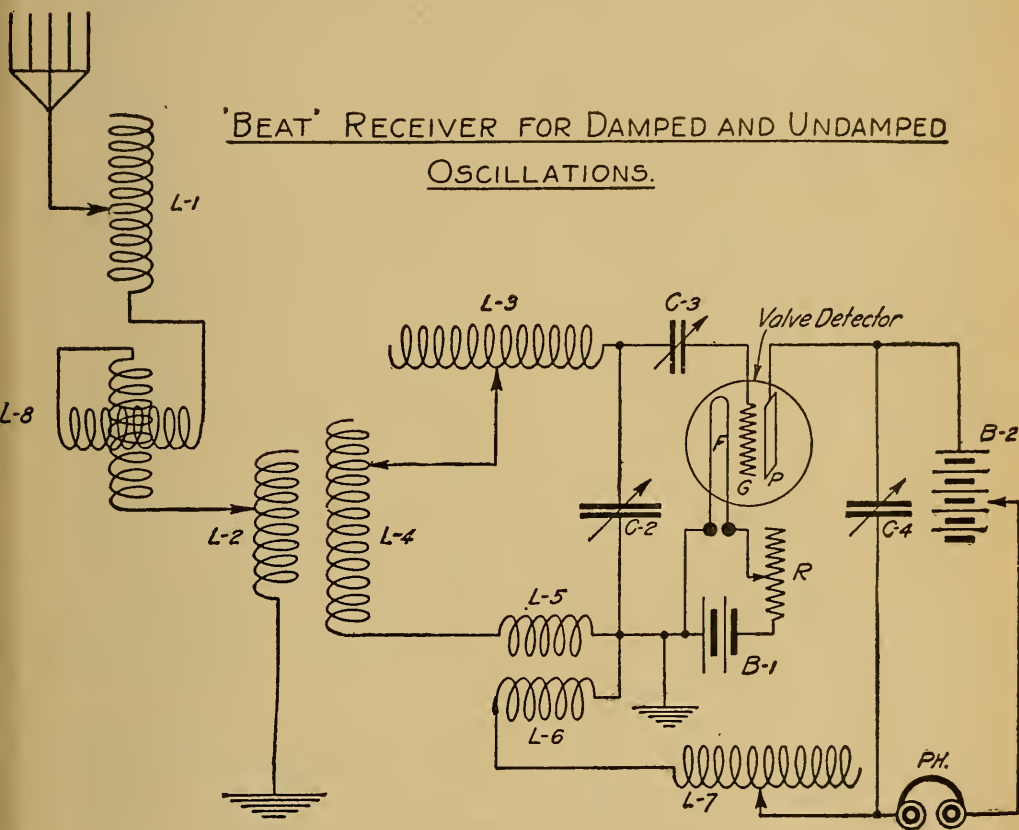 'BEAT' RECEIVER FOR DAMPED AND UNDAMPED
OSCILLATIONS.
L-1
L-3
C-3
Valve Detector
L-8
F
G
P
B-2
L-2
L-4
C-2
C-4
R
L-5
B-1
L-6
L-7
PH.